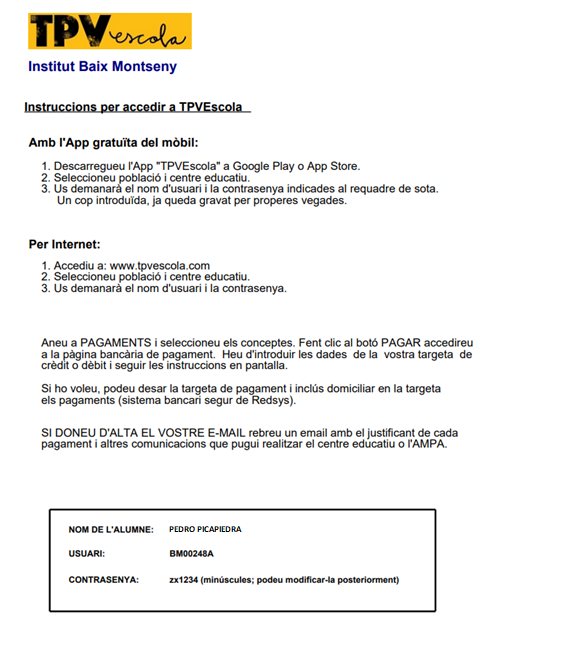 TPV escola
Institut Baix Montseny
Instruccions per accedir a TPVEscola
Amb l'App gratuïta del mòbil:
1. Descarregueu l'App "TPVEscola" a Google Play o App Store.
2. Seleccioneu població i centre educatiu.
3. Us demanarà el nom d'usuari i la contrasenya indicades al requadre de sota.
Un cop introduïda, ja queda gravat per properes vegades.
Per Internet:
1. Accediu a: www.tpvescola.com
2. Seleccioneu població i centre educatiu.
3. Us demanarà el nom d'usuari i la contrasenya.
Aneu a PAGAMENTS i seleccioneu els conceptes. Fent clic al botó PAGAR accedireu
a la pàgina bancària de pagament. Heu d'introduir les dades de la vostra targeta de
crèdit o dèbit i seguir les instruccions en pantalla.
Si ho voleu, podeu desar la targeta de pagament i inclús domiciliar en la targeta
els pagaments (sistema bancari segur de Redsys).
SI DONEU D'ALTA EL VOSTRE E-MAIL rebreu un email amb el justificant de cada
pagament i altres comunicacions que pugui realitzar el centre educatiu o l'AMPA.
NOM DE L'ALUMNE: PEDRO PICAPIEDRA
USUARI: BM00248A
CONTRASENYA: zx1234 (minúscules; podeu modificar-la posteriorment)